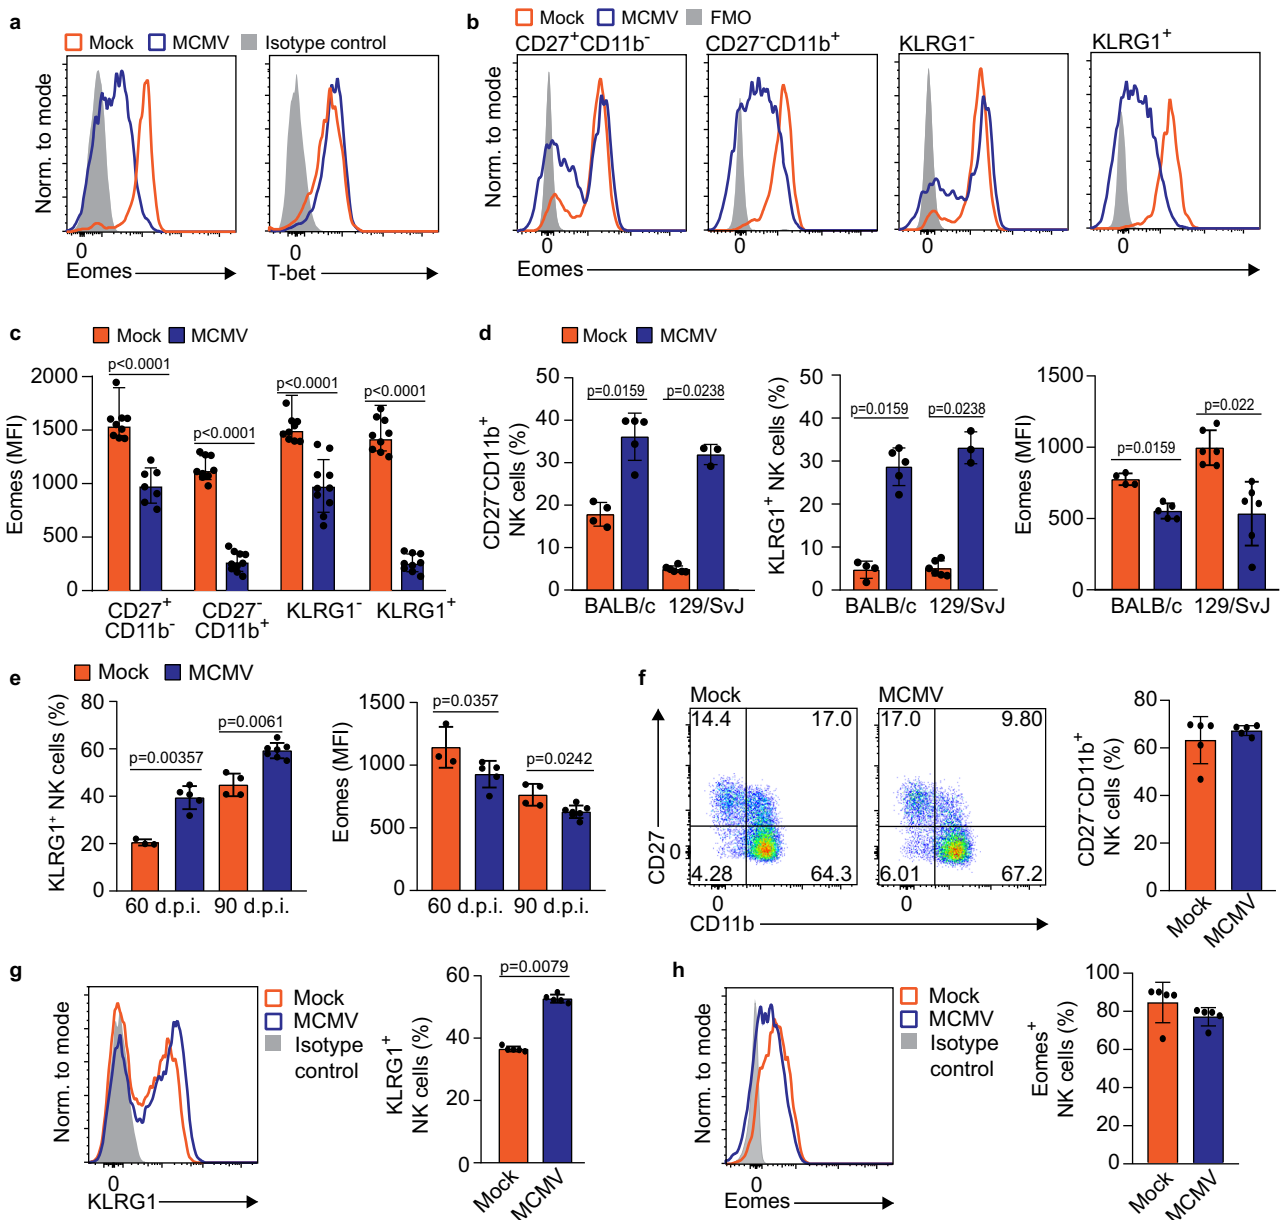 a
Mock MCMV Isotype control
Norm. to mode
0
Eomes
0
T-bet
b
Mock MCMV FMO
CD27⁺CD11b⁻ CD27⁻CD11b⁺ KLRG1⁻ KLRG1⁺
Norm. to mode
0 0 0 0
Eomes
c
Mock MCMV
Eomes (MFI)
2000
1500
1000
500
0
p<0.0001
p<0.0001
p<0.0001
p<0.0001
CD27⁺
CD11b⁻
CD27⁻
CD11b⁺
KLRG1⁻
KLRG1⁺
d
Mock MCMV
CD27⁻CD11b⁺
NK cells (%)
50
40
30
20
10
0
p=0.0159
p=0.0238
BALB/c 129/SvJ
KLRG1⁺ NK cells (%)
50
40
30
20
10
0
p=0.0159
p=0.0238
BALB/c 129/SvJ
Eomes (MFI)
1500
1000
500
0
p=0.0159
p=0.022
BALB/c 129/SvJ
e
Mock MCMV
KLRG1⁺ NK cells (%)
80
60
40
20
0
p=0.00357
p=0.0061
60 d.p.i. 90 d.p.i.
Eomes (MFI)
1500
1000
500
0
p=0.0357
p=0.0242
60 d.p.i. 90 d.p.i.
f
Mock
14.4 17.0
4.28 64.3
MCMV
17.0 9.80
6.01 67.2
CD27
0
0 0
CD11b
CD27⁻CD11b⁺
NK cells (%)
80
60
40
20
0
Mock
MCMV
g
Norm. to mode
0
KLRG1
Mock
MCMV
Isotype
control
KLRG1⁺
NK cells (%)
60
40
20
0
p=0.0079
Mock
MCMV
h
Norm. to mode
0
Eomes
Mock
MCMV
Isotype
control
Eomes⁺
NK cells (%)
100
80
60
40
20
0
Mock
MCMV